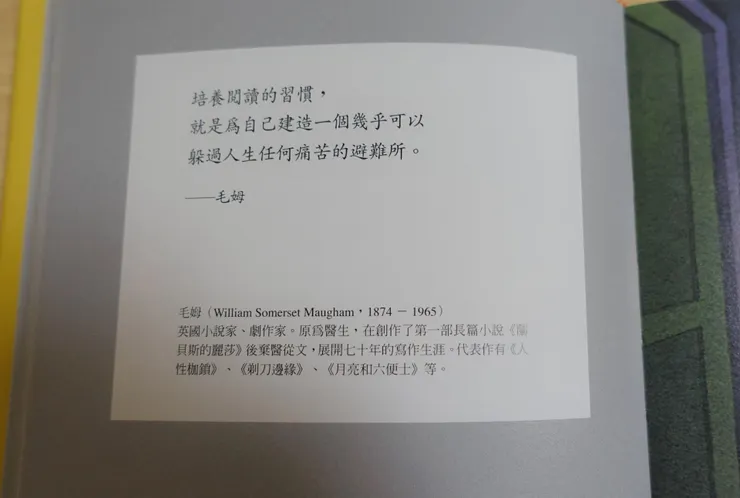 培養閱讀的習慣，
就是為自己建造一個幾乎可以
躲過人生任何痛苦的避難所。
——毛姆
毛姆（William Somerset Maugham，1874 － 1965）
英國小說家、劇作家。原為醫生，在創作了第一部長篇小說《蘭
貝斯的麗莎》後棄醫從文，展開七十年的寫作生涯。代表作有《人
性枷鎖》、《剃刀邊緣》、《月亮和六便士》等。